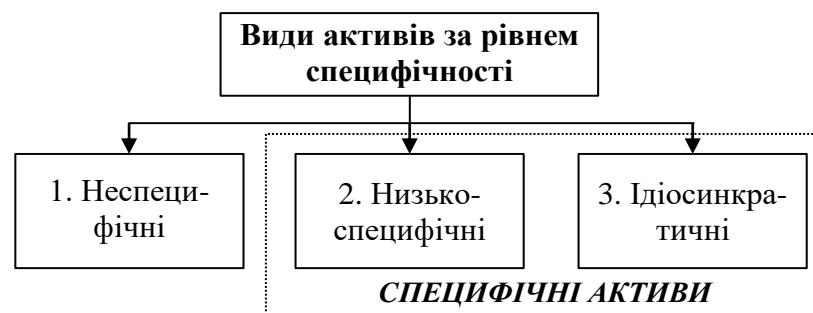 Види активів за рівнем
специфічності
1. Неспеци-
фічні
2. Низько-
специфічні
3. Ідіосинкра-
тичні
СПЕЦИФІЧНІ АКТИВИ